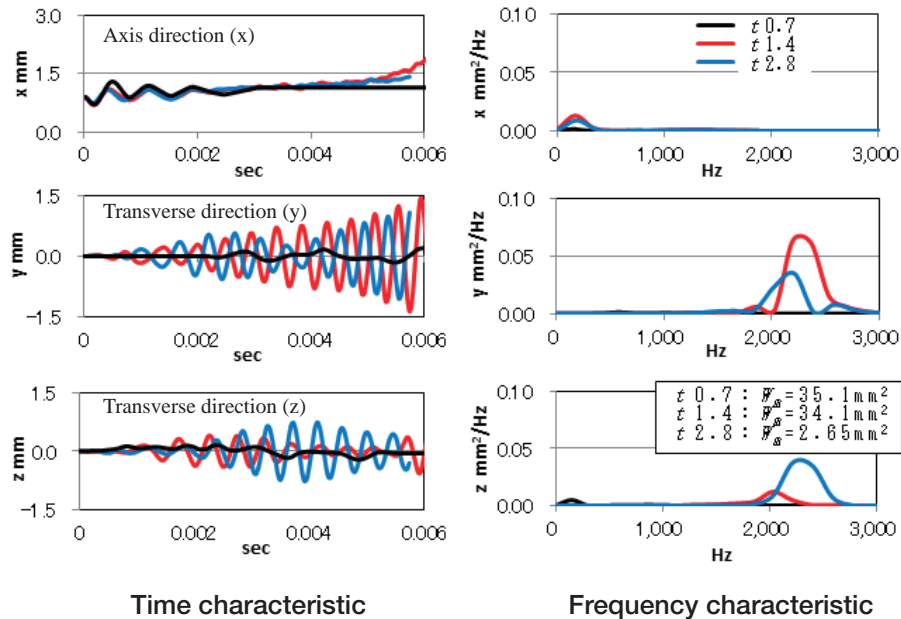 3.0
Axis direction (x)
1.5
0.0
x mm
0
0.002
0.004
0.006
sec
0.10
t 0.7
t 1.4
t 2.8
0.05
0.00
x mm²/Hz
0
1,000
2,000
3,000
Hz
1.5
Transverse direction (y)
0.0
−1.5
y mm
0
0.002
0.004
0.006
sec
0.10
0.05
0.00
y mm²/Hz
0
1,000
2,000
3,000
Hz
1.5
Transverse direction (z)
0.0
−1.5
z mm
0
0.002
0.004
0.006
sec
0.10
t 0.7 : =35.1mm²
t 1.4 : =34.1mm²
t 2.8 : =2.65mm²
0.05
0.00
z mm²/Hz
0
1,000
2,000
3,000
Hz
Time characteristic
Frequency characteristic